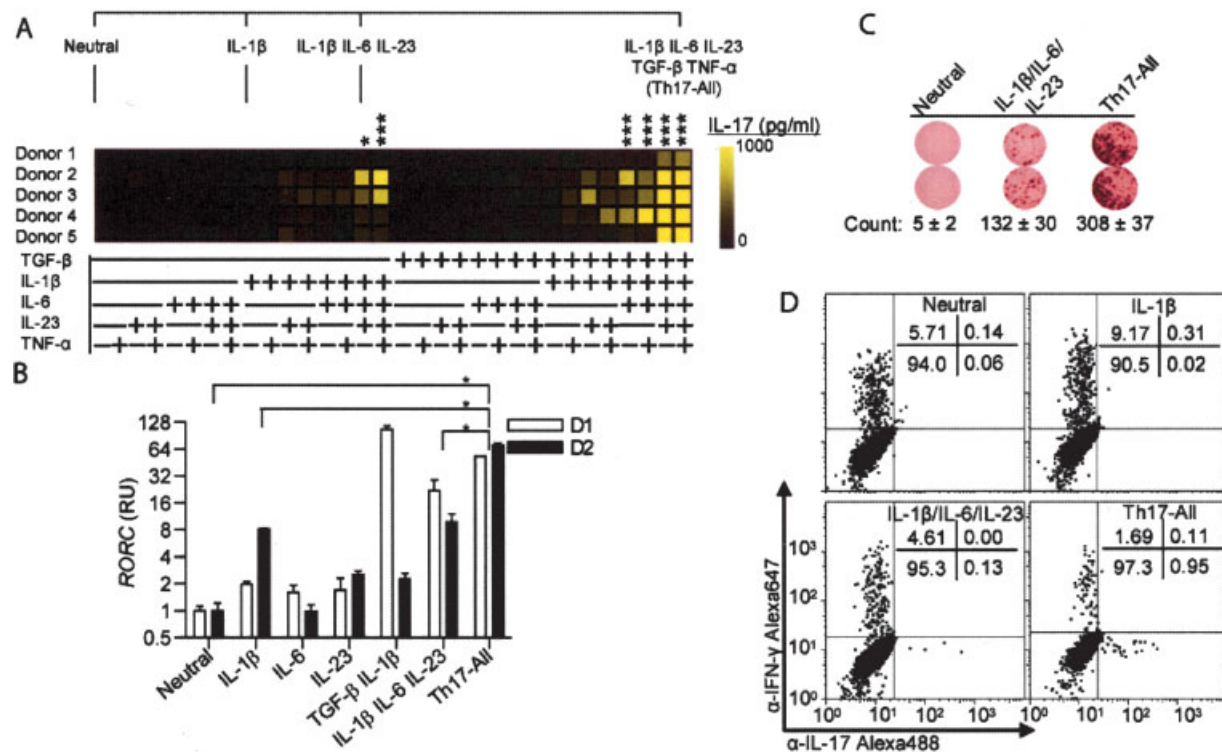 A
Neutral IL-1β IL-1β IL-6 IL-23 IL-1β IL-6 IL-23
TGF-β TNF-α
(Th17-All)
* *** *** *** *** ***
IL-17 (pg/ml)
1000
0
Donor 1
Donor 2
Donor 3
Donor 4
Donor 5
TGF-β
IL-1β
IL-6
IL-23
TNF-α
B
* * *
D1
D2
RORC (RU)
128
64
32
16
8
4
2
1
0.5
Neutral IL-1β IL-6 IL-23 TGF-β IL-1β IL-1β IL-6 IL-23 Th17-All
C
Neutral IL-1β/IL-6/ IL-23 Th17-All
Count: 5 ± 2 132 ± 30 308 ± 37
D
Neutral
5.71 0.14
94.0 0.06
IL-1β
9.17 0.31
90.5 0.02
IL-1β/IL-6/IL-23
4.61 0.00
95.3 0.13
Th17-All
1.69 0.11
97.3 0.95
α-IFN-γ Alexa647
10³
10²
10¹
10⁰
10⁰ 10¹ 10² 10³ 10⁰ 10¹ 10² 10³
α-IL-17 Alexa488